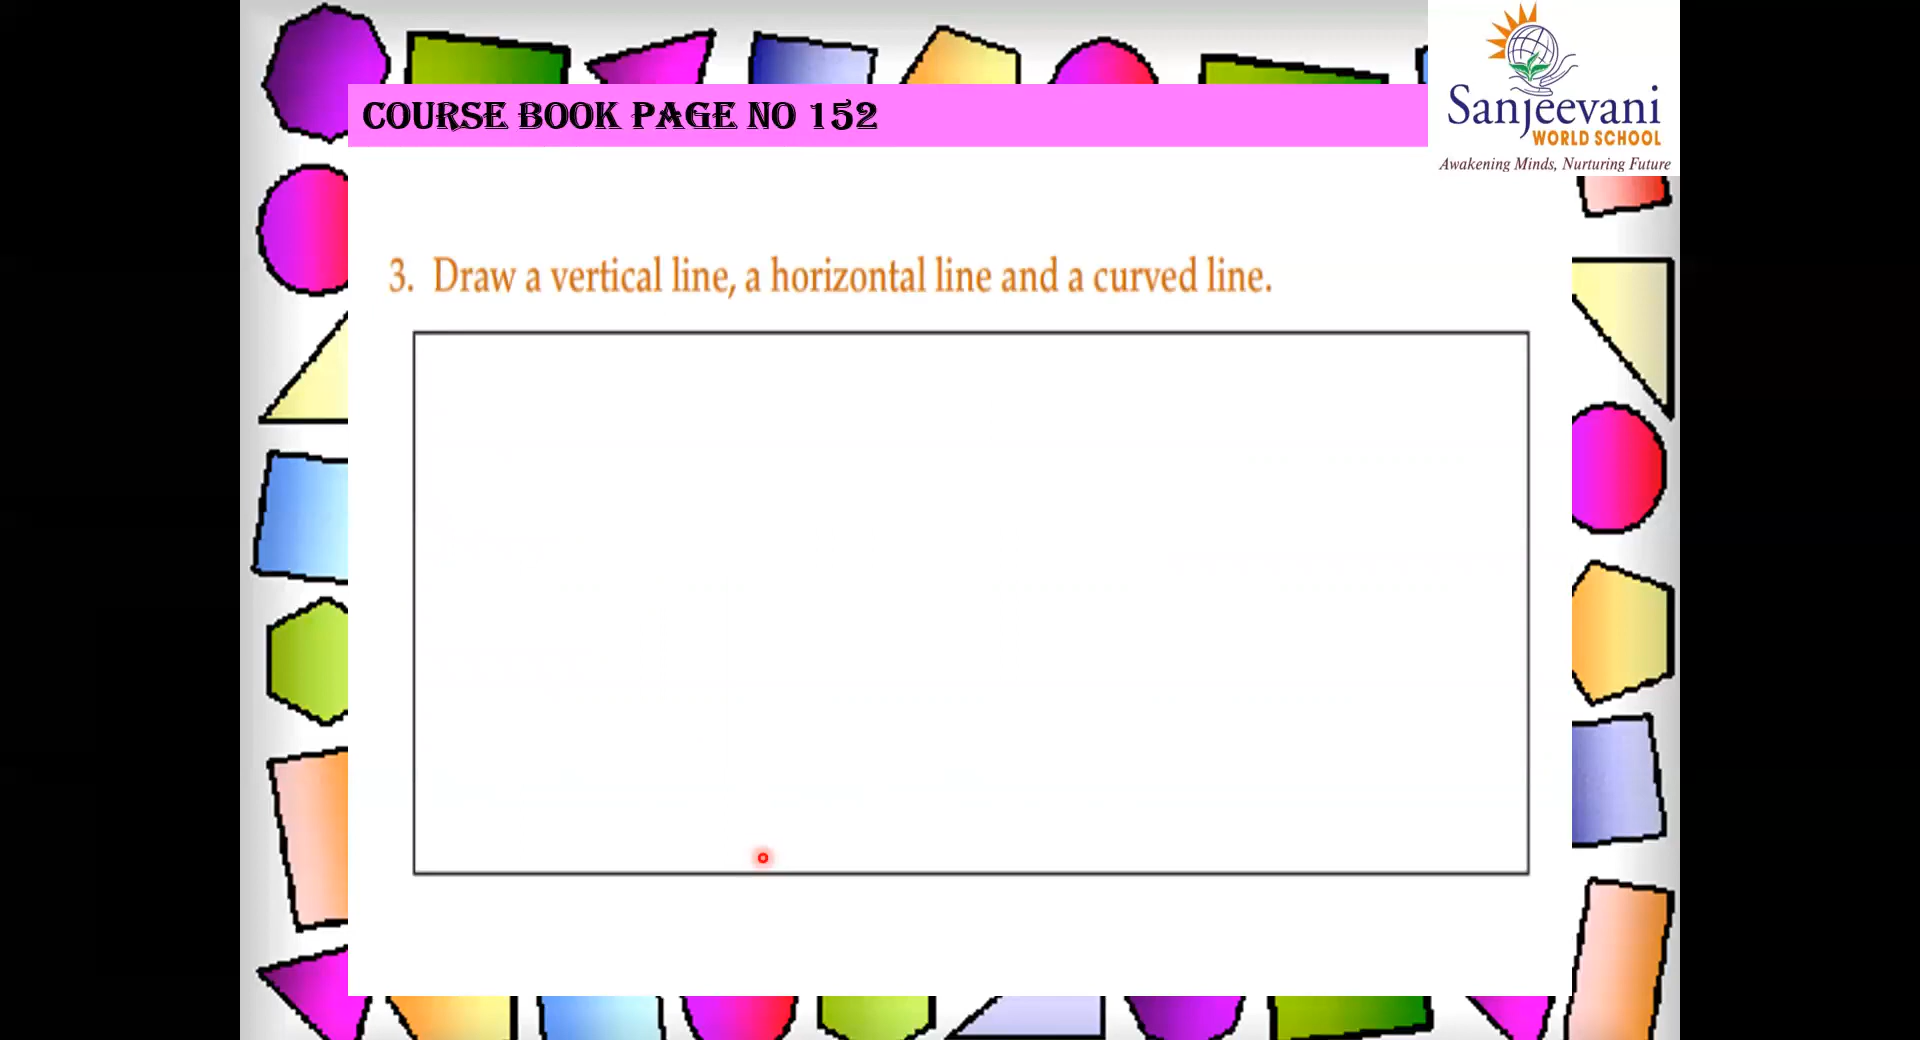 COURSE BOOK PAGE NO 152
Sanjeevani
WORLD SCHOOL
Awakening Minds, Nurturing Future
3. Draw a vertical line, a horizontal line and a curved line.